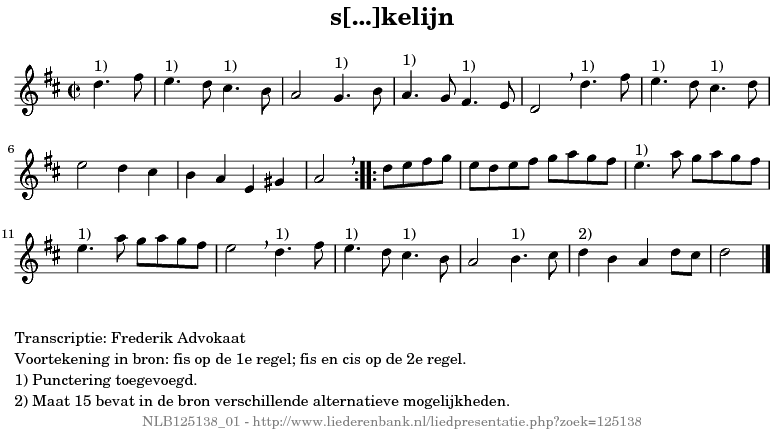 s[...]kelijn
1) 1) 1) 1) 1) 1) 1) 1) 1)
6 1)
11 1) 1) 1) 1) 1) 2)
Transcriptie: Frederik Advokaat
Voortekening in bron: fis op de 1e regel; fis en cis op de 2e regel.
1) Punctering toegevoegd.
2) Maat 15 bevat in de bron verschillende alternatieve mogelijkheden.
NLB125138_01 - http://www.liederenbank.nl/liedpresentatie.php?zoek=125138